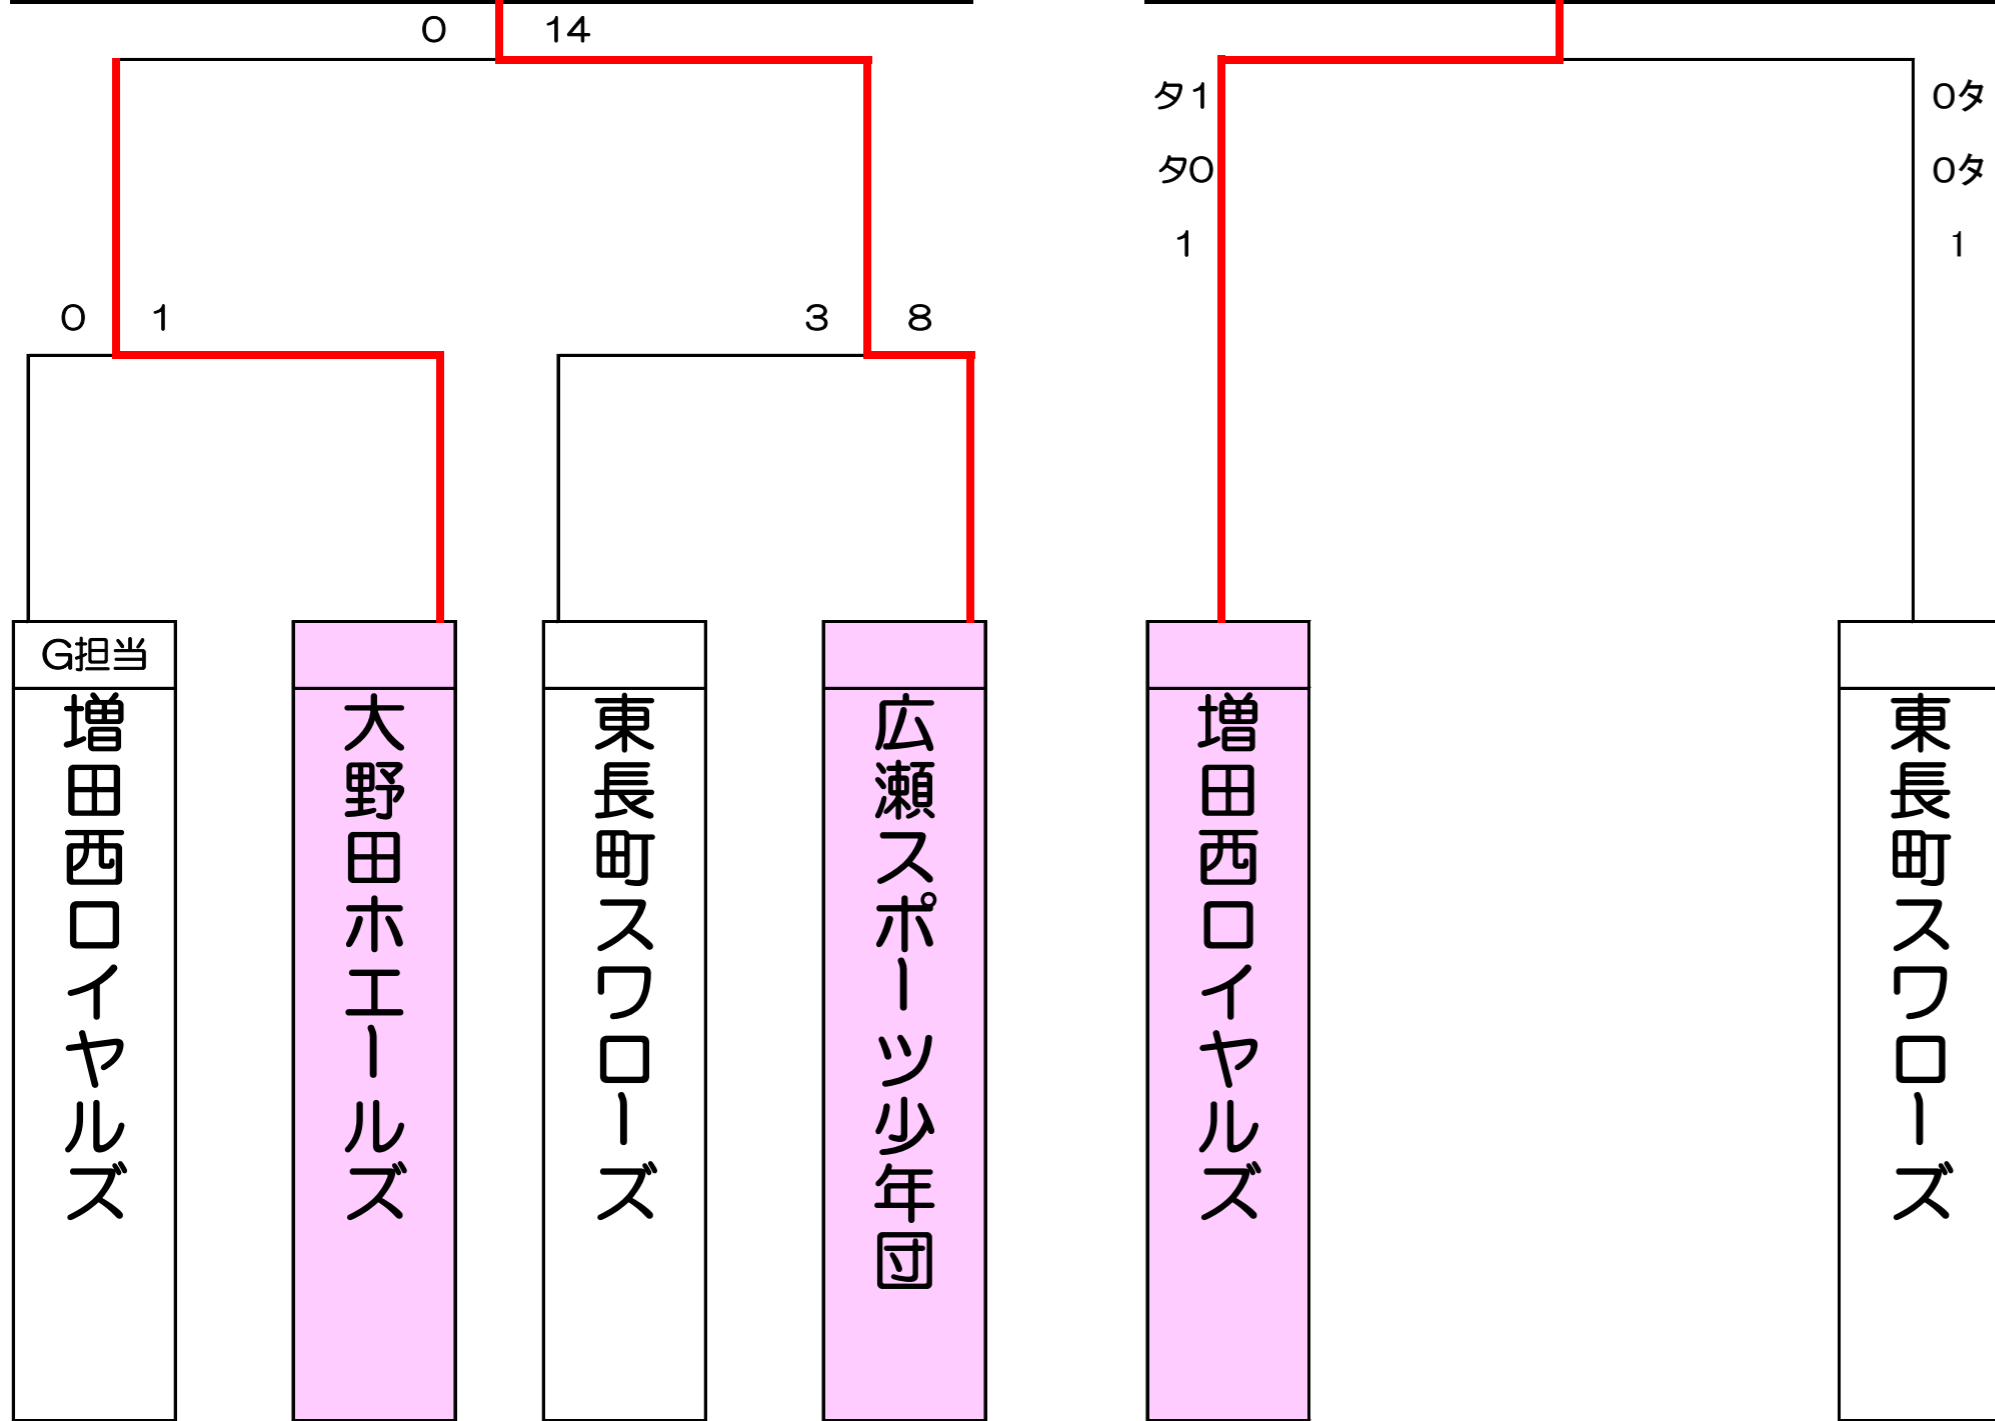 0 14
タ1 0タ
タ0 0タ
1 1
0 1 3 8
G担当
増田西ロイヤルズ
大野田ホエールズ
東長町スワローズ
広瀬スポーツ少年団
増田西ロイヤルズ
東長町スワローズ